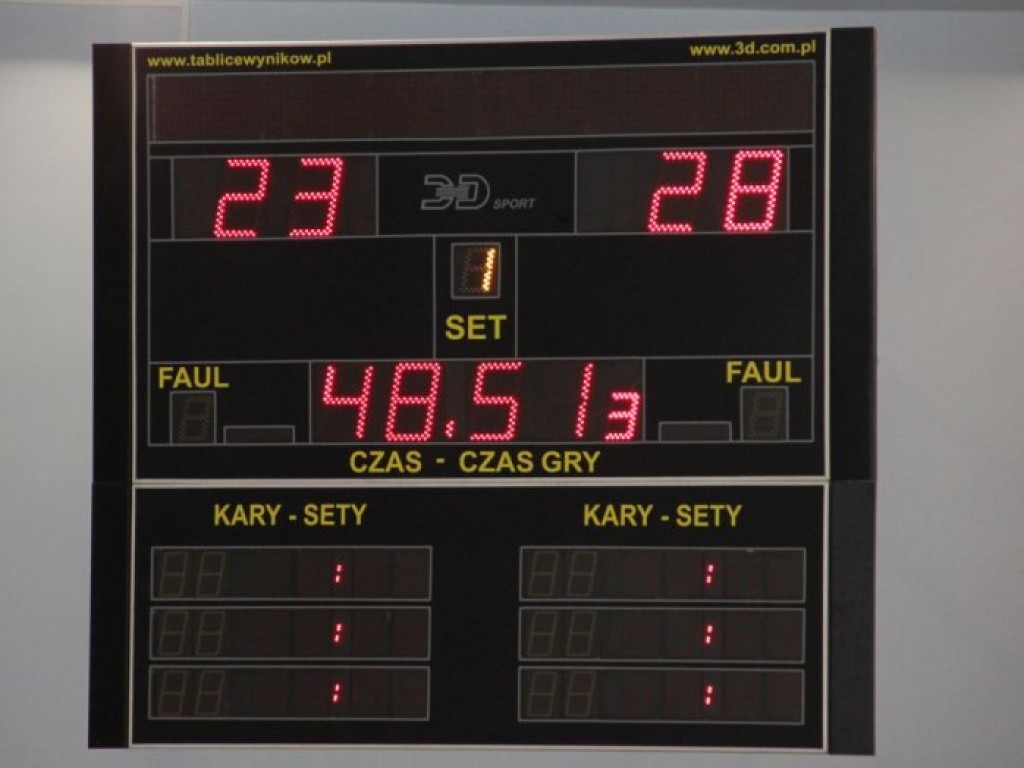 www.tablicewynikow.pl www.3d.com.pl
23 3D SPORT 28
1
SET
FAUL FAUL
48.51 3
CZAS - CZAS GRY
KARY - SETY KARY - SETY